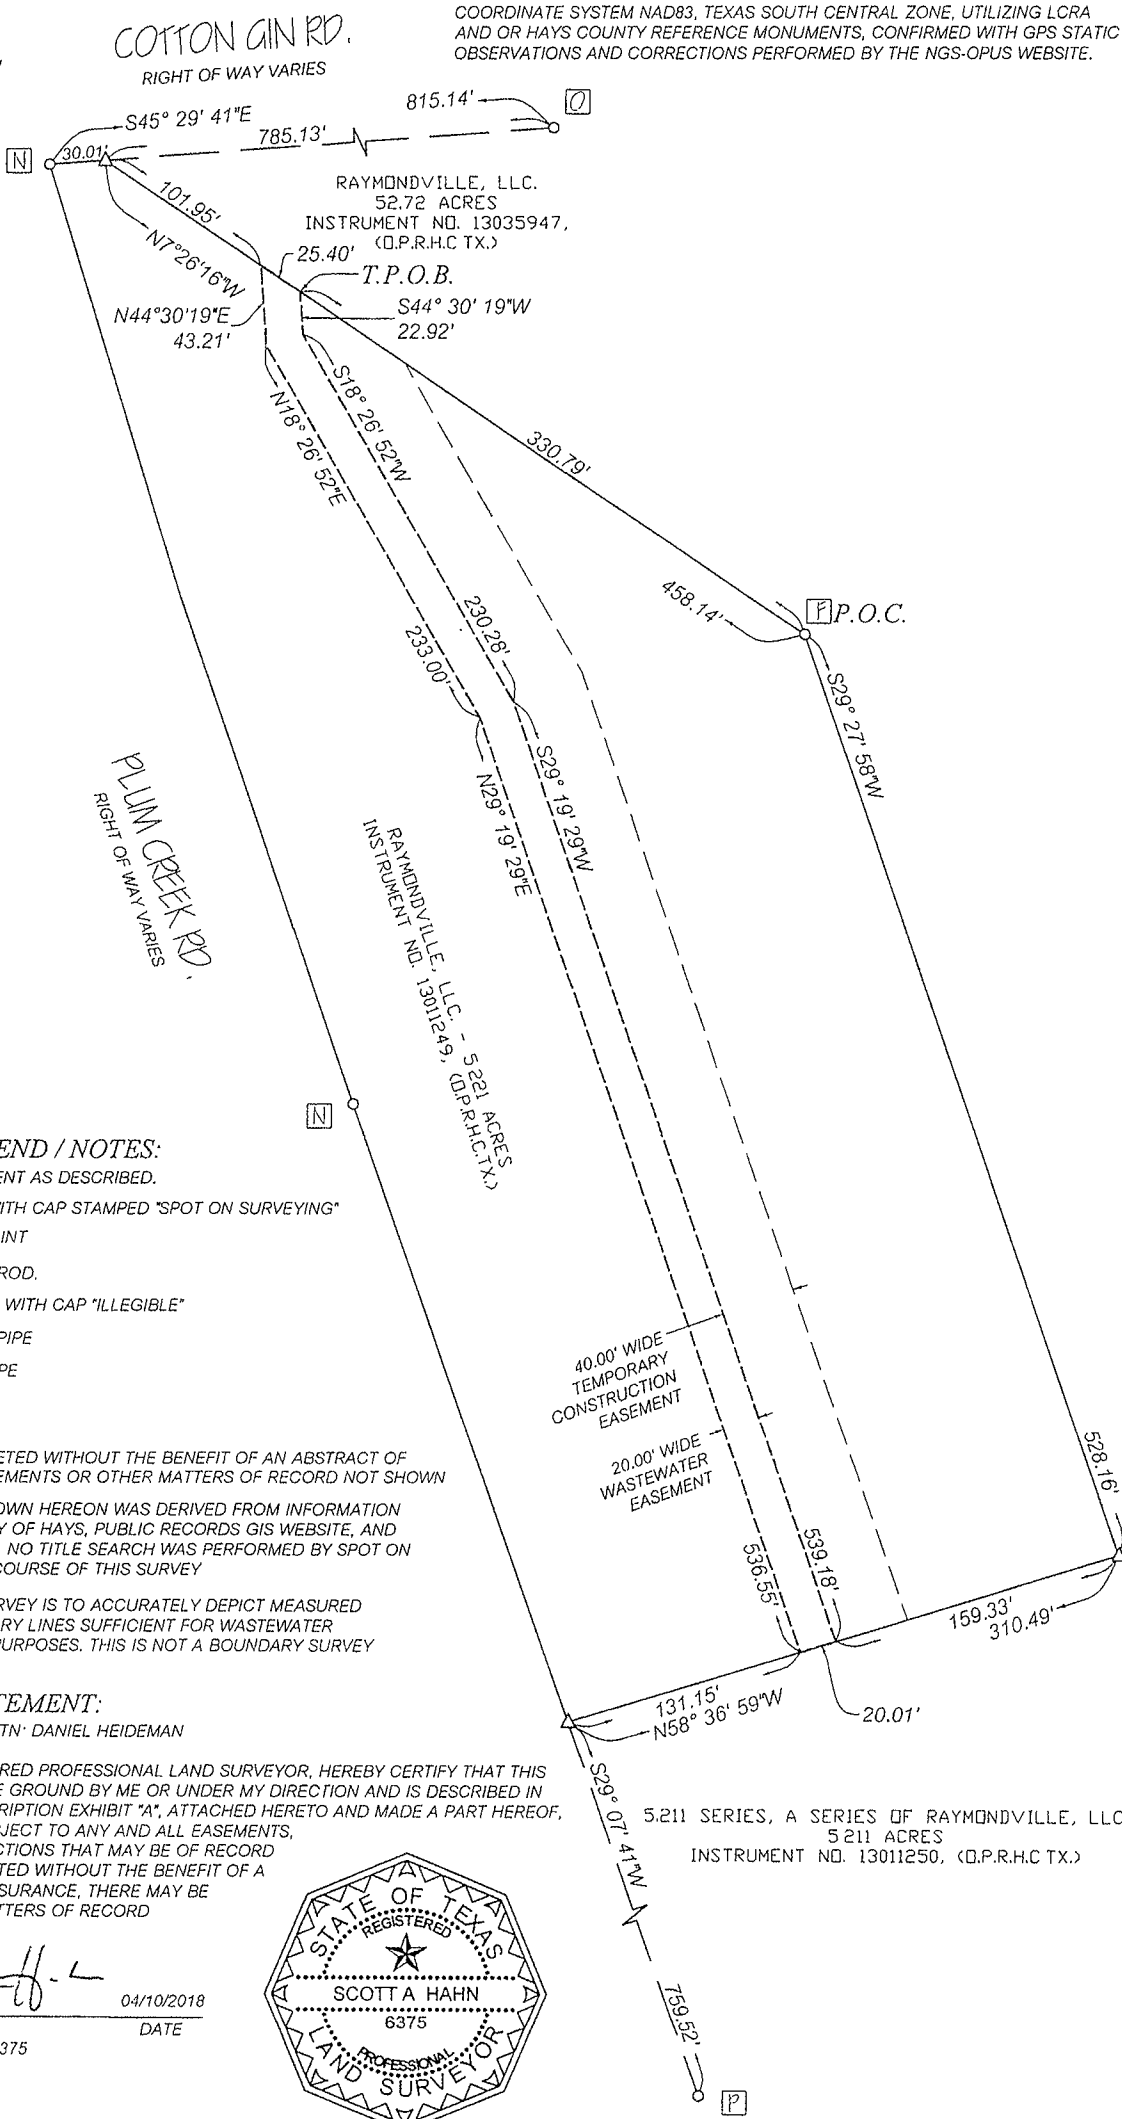 COORDINATE SYSTEM NAD83, TEXAS SOUTH CENTRAL ZONE, UTILIZING LCRA
AND OR HAYS COUNTY REFERENCE MONUMENTS, CONFIRMED WITH GPS STATIC
OBSERVATIONS AND CORRECTIONS PERFORMED BY THE NGS-OPUS WEBSITE.
COTTON GIN RD.
RIGHT OF WAY VARIES
815.14'
O
S45° 29' 41"E
785.13'
N
30.01'
RAYMONDVILLE, LLC.
52.72 ACRES
INSTRUMENT NO. 13035947,
(O.P.R.H.C TX.)
101.95'
N7°26'16"W
25.40'
T.P.O.B.
N44°30'19"E
43.21'
S44° 30' 19"W
22.92'
S18° 26' 52"W
N18° 26' 52"E
330.79'
458.14'
F P.O.C.
230.28'
233.00'
S29° 27' 58"W
S29° 19' 29"W
N29° 19' 29"E
PLUM CREEK RD.
RIGHT OF WAY VARIES
RAYMONDVILLE, LLC. - 5 221 ACRES
INSTRUMENT NO. 13011249, (O.P.R.H.C.TX.)
N
END / NOTES:
ENT AS DESCRIBED.
ITH CAP STAMPED "SPOT ON SURVEYING"
INT
ROD.
WITH CAP "ILLEGIBLE"
PIPE
PE
40.00' WIDE
TEMPORARY
CONSTRUCTION
EASEMENT
20.00' WIDE
WASTEWATER
EASEMENT
528.16'
536.55'
539.18'
159.33'
310.49'
131.15'
N58° 36' 59"W
20.01'
ETED WITHOUT THE BENEFIT OF AN ABSTRACT OF
EMENTS OR OTHER MATTERS OF RECORD NOT SHOWN
OWN HEREON WAS DERIVED FROM INFORMATION
Y OF HAYS, PUBLIC RECORDS GIS WEBSITE, AND
NO TITLE SEARCH WAS PERFORMED BY SPOT ON
COURSE OF THIS SURVEY
RVEY IS TO ACCURATELY DEPICT MEASURED
RY LINES SUFFICIENT FOR WASTEWATER
URPOSES. THIS IS NOT A BOUNDARY SURVEY
TEMENT:
TN' DANIEL HEIDEMAN
RED PROFESSIONAL LAND SURVEYOR, HEREBY CERTIFY THAT THIS
E GROUND BY ME OR UNDER MY DIRECTION AND IS DESCRIBED IN
RIPTION EXHIBIT "A", ATTACHED HERETO AND MADE A PART HEREOF,
JECT TO ANY AND ALL EASEMENTS,
CTIONS THAT MAY BE OF RECORD
TED WITHOUT THE BENEFIT OF A
SURANCE, THERE MAY BE
TTERS OF RECORD
S29° 07' 41"W
5.211 SERIES, A SERIES OF RAYMONDVILLE, LLC
5 211 ACRES
INSTRUMENT NO. 13011250, (O.P.R.H.C TX.)
759.52'
P
04/10/2018
DATE
375
STATE OF TEXAS
REGISTERED
SCOTT A HAHN
6375
PROFESSIONAL
LAND SURVEYOR